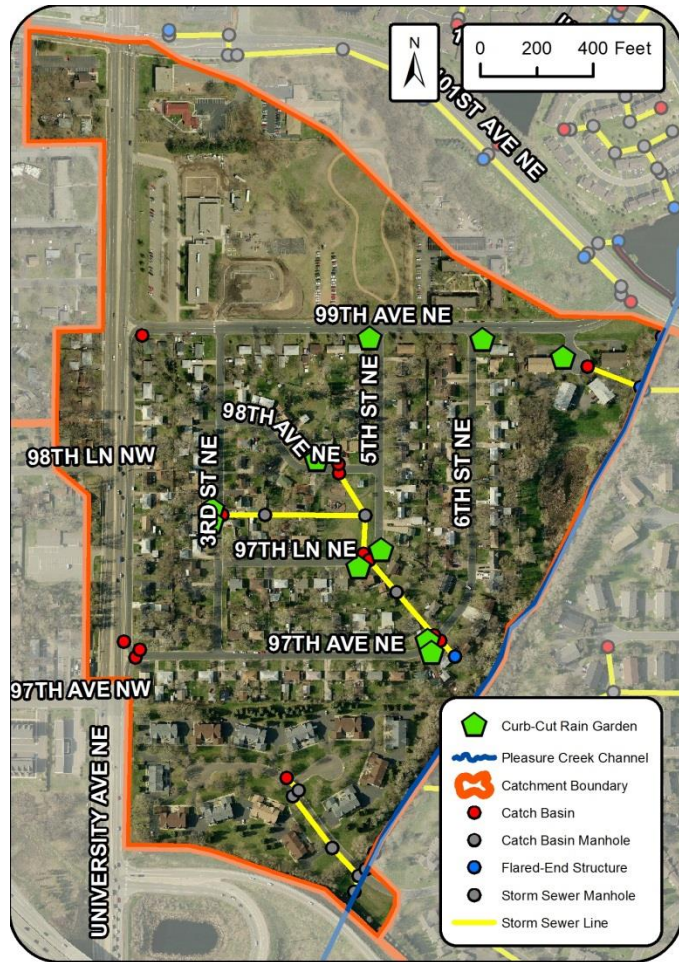 N
0 200 400 Feet
101ST AVE NE
99TH AVE NE
98TH AVE NE
5TH ST NE
6TH ST NE
98TH LN NW
3RD ST NE
97TH LN NE
97TH AVE NE
97TH AVE NW
UNIVERSITY AVE NE
Curb-Cut Rain Garden
Pleasure Creek Channel
Catchment Boundary
Catch Basin
Catch Basin Manhole
Flared-End Structure
Storm Sewer Manhole
Storm Sewer Line